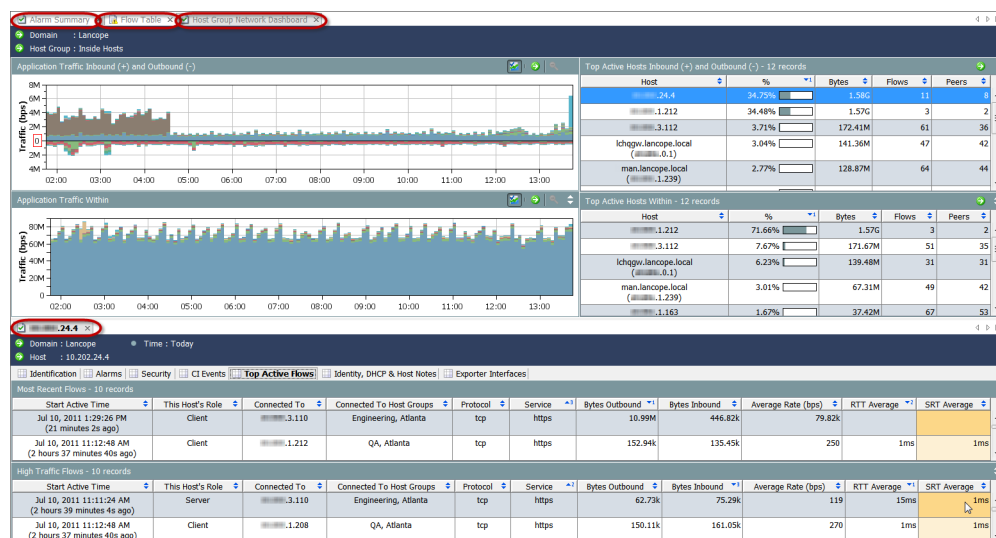 Alarm Summary
Flow Table
Host Group Network Dashboard
Domain : Lancope
Host Group : Inside Hosts
Application Traffic Inbound (+) and Outbound (-)
Traffic (bps)
8M
6M
4M
2M
0
2M
4M
02:00 03:00 04:00 05:00 06:00 07:00 08:00 09:00 10:00 11:00 12:00 13:00
Top Active Hosts Inbound (+) and Outbound (-) - 12 records
Host % 1 Bytes Flows Peers
.24.4 34.75% 1.58G 11 8
.1.212 34.48% 1.57G 3 2
.3.112 3.71% 172.41M 61 36
lchqgw.lancope.local 3.04% 141.36M 47 42
( .0.1)
man.lancope.local 2.77% 128.87M 64 44
( .1.239)
Application Traffic Within
Traffic (bps)
80M
60M
40M
20M
0
02:00 03:00 04:00 05:00 06:00 07:00 08:00 09:00 10:00 11:00 12:00 13:00
Top Active Hosts Within - 12 records
Host % 1 Bytes Flows Peers
.1.212 71.66% 1.57G 3 2
.3.112 7.67% 171.67M 51 35
lchqgw.lancope.local 6.23% 139.48M 31 31
( .0.1)
man.lancope.local 3.01% 67.31M 49 42
( .1.239)
.1.163 1.67% 37.42M 67 53
.24.4
Domain : Lancope Time : Today
Host : 10.202.24.4
Identification Alarms Security CI Events Top Active Flows Identity, DHCP & Host Notes Exporter Interfaces
Most Recent Flows - 10 records
Start Active Time This Host's Role Connected To Connected To Host Groups Protocol Service 3 Bytes Outbound 1 Bytes Inbound Average Rate (bps) RTT Average 2 SRT Average
Jul 10, 2011 1:29:26 PM Client .3.110 Engineering, Atlanta tcp https 10.99M 446.82k 79.82k
(21 minutes 2s ago)
Jul 10, 2011 11:12:48 AM Client .1.212 QA, Atlanta tcp https 152.94k 135.45k 250 1ms 1ms
(2 hours 37 minutes 40s ago)
High Traffic Flows - 10 records
Start Active Time This Host's Role Connected To Connected To Host Groups Protocol Service 2 Bytes Outbound Bytes Inbound Average Rate (bps) RTT Average 1 SRT Average
Jul 10, 2011 11:11:24 AM Server .3.110 Engineering, Atlanta tcp https 62.73k 75.29k 119 15ms 1ms
(2 hours 39 minutes 4s ago)
Jul 10, 2011 11:12:48 AM Client .1.208 QA, Atlanta tcp https 150.11k 161.05k 270 1ms 1ms
(2 hours 37 minutes 40s ago)